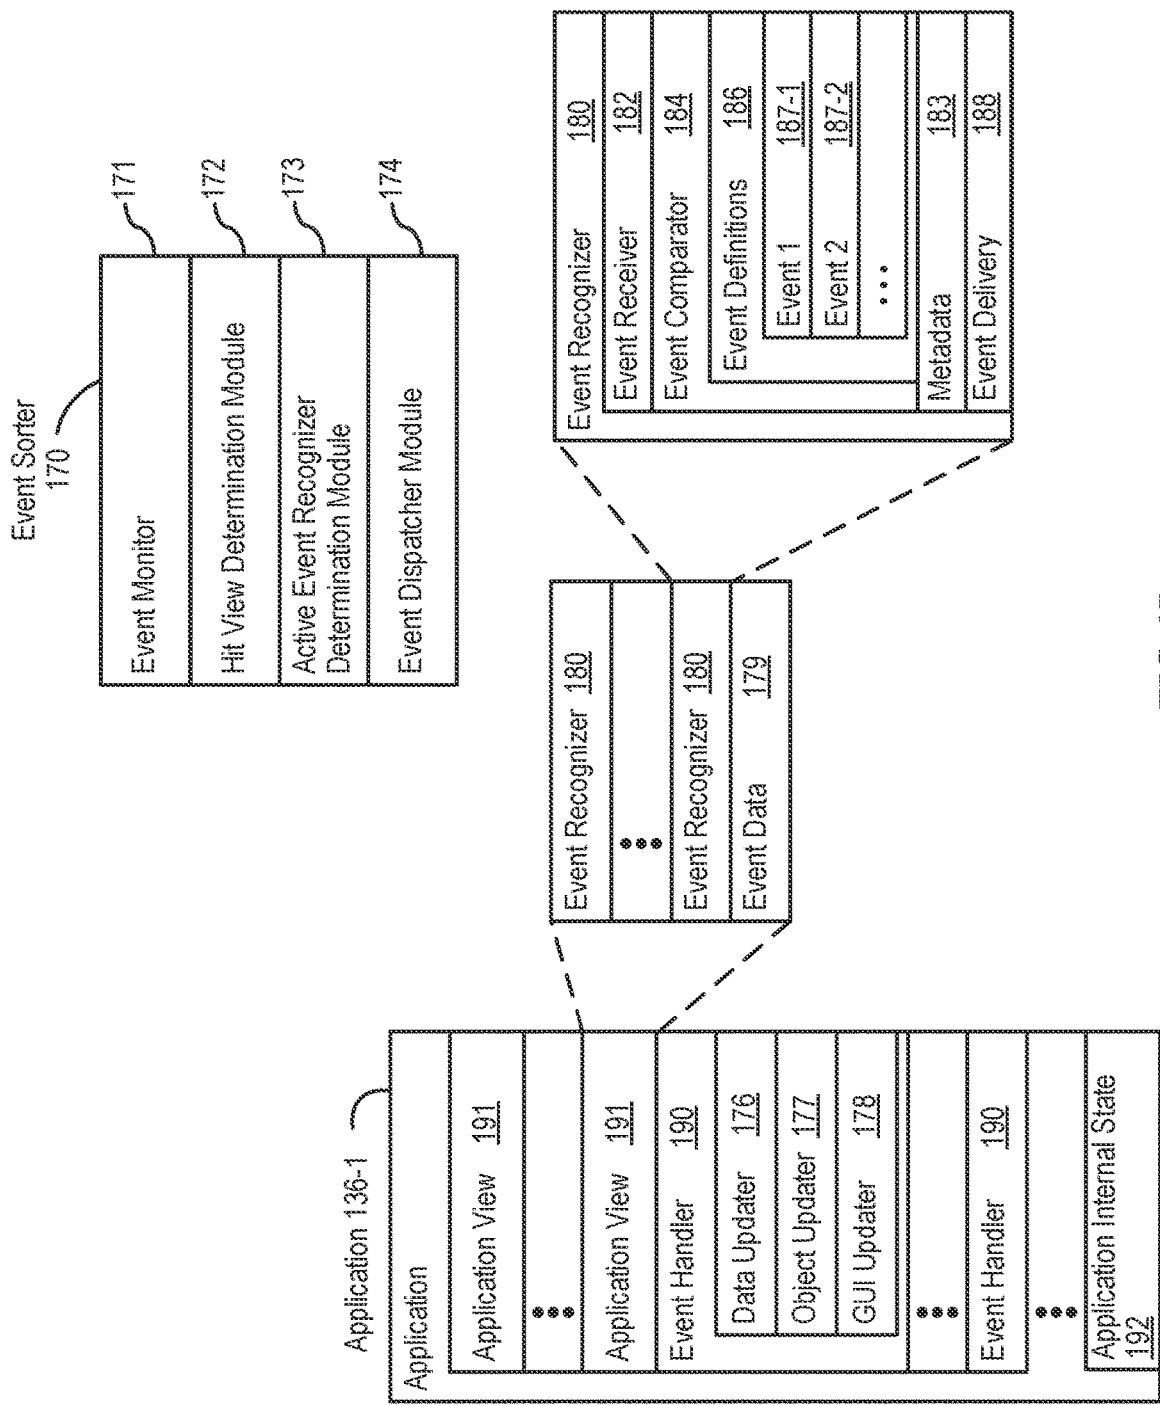 Event Sorter
170
Event Monitor
171
Hit View Determination Module
172
Active Event Recognizer
Determination Module
173
Event Dispatcher Module
174
Application 136-1
Application
Application View 191
Application View 191
Event Handler 190
Data Updater 176
Object Updater 177
GUI Updater 178
Event Handler 190
Application Internal State
192
Event Recognizer 180
Event Recognizer 180
Event Data 179
Event Recognizer 180
Event Receiver 182
Event Comparator 184
Event Definitions 186
Event 1 187-1
Event 2 187-2
Metadata 183
Event Delivery 188